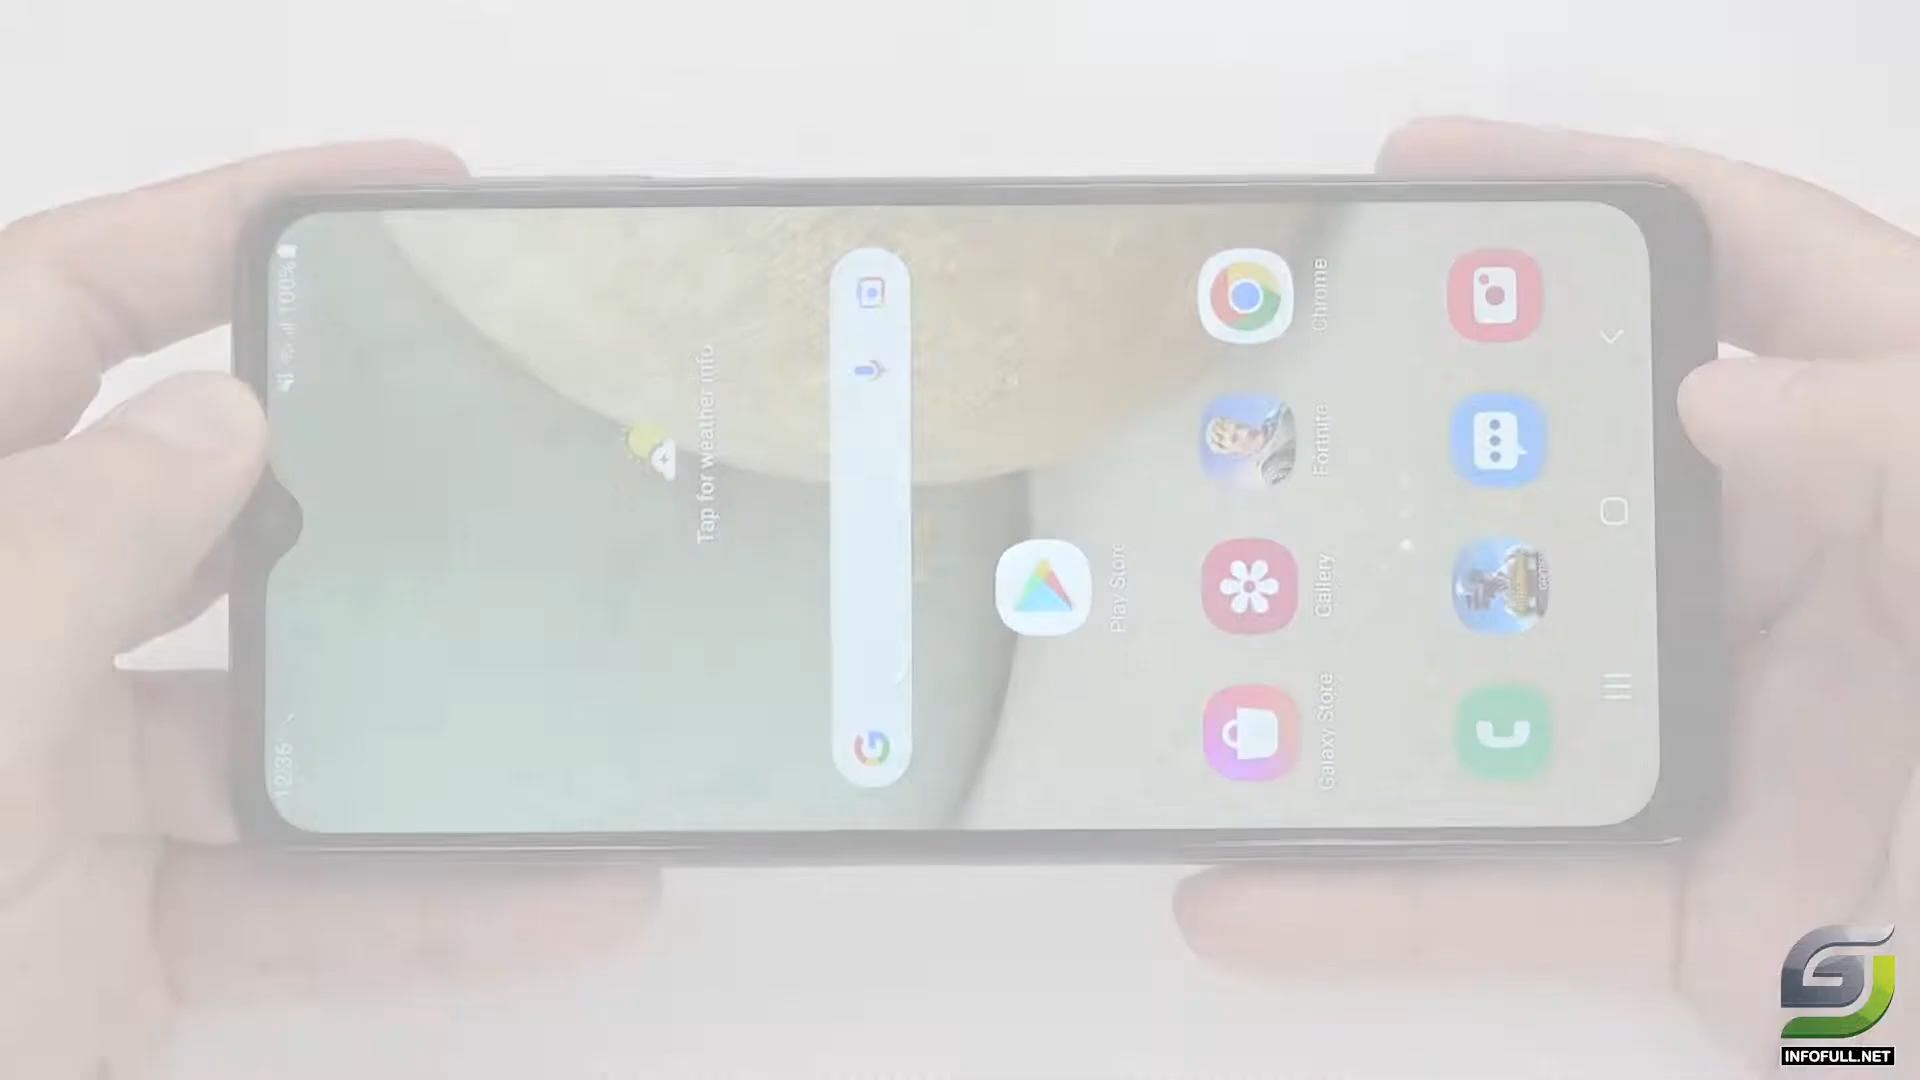 12:35
100%
Tap for weather info
Play Store
Galaxy Store
Gallery
Fortnite
Chrome
INFOFULL.NET